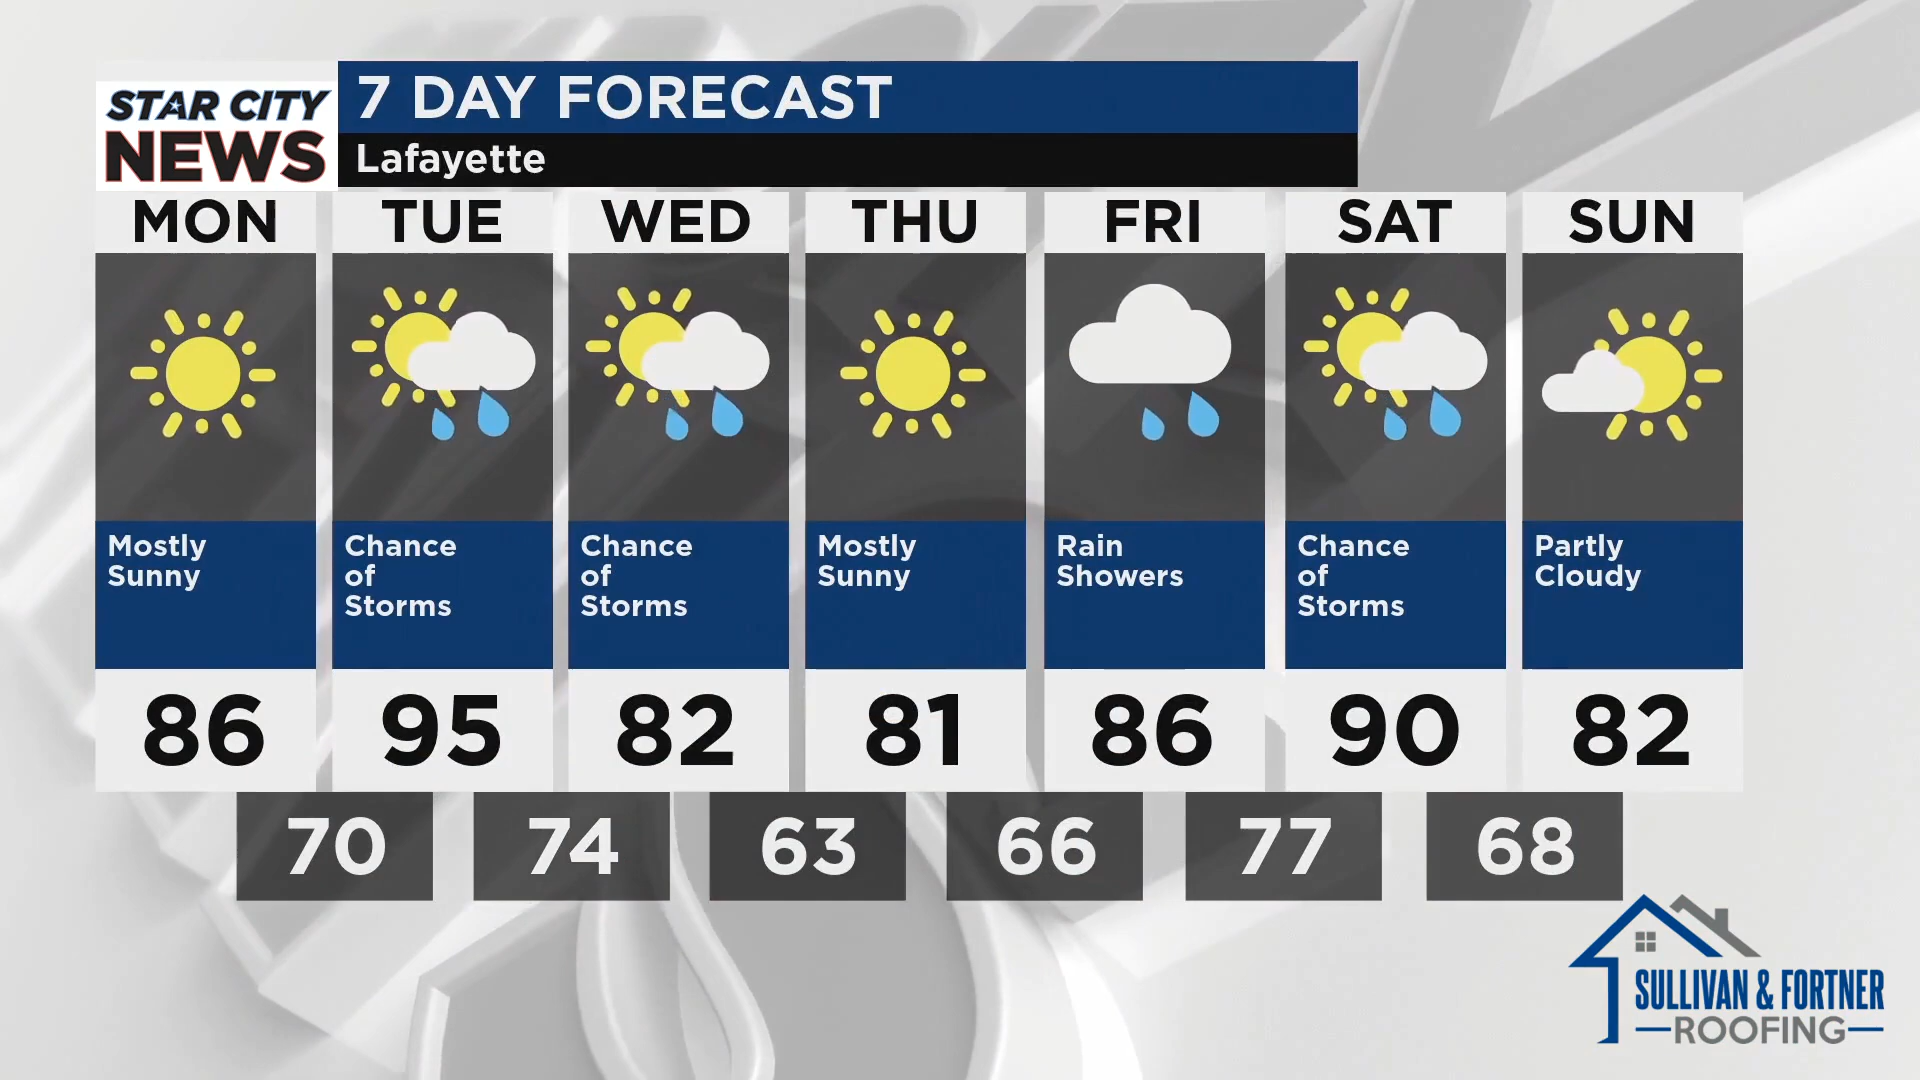 STAR CITY
NEWS
7 DAY FORECAST
Lafayette
MON TUE WED THU FRI SAT SUN
Mostly
Sunny
Chance
of
Storms
Chance
of
Storms
Mostly
Sunny
Rain
Showers
Chance
of
Storms
Partly
Cloudy
86 95 82 81 86 90 82
70 74 63 66 77 68
SULLIVAN & FORTNER
ROOFING